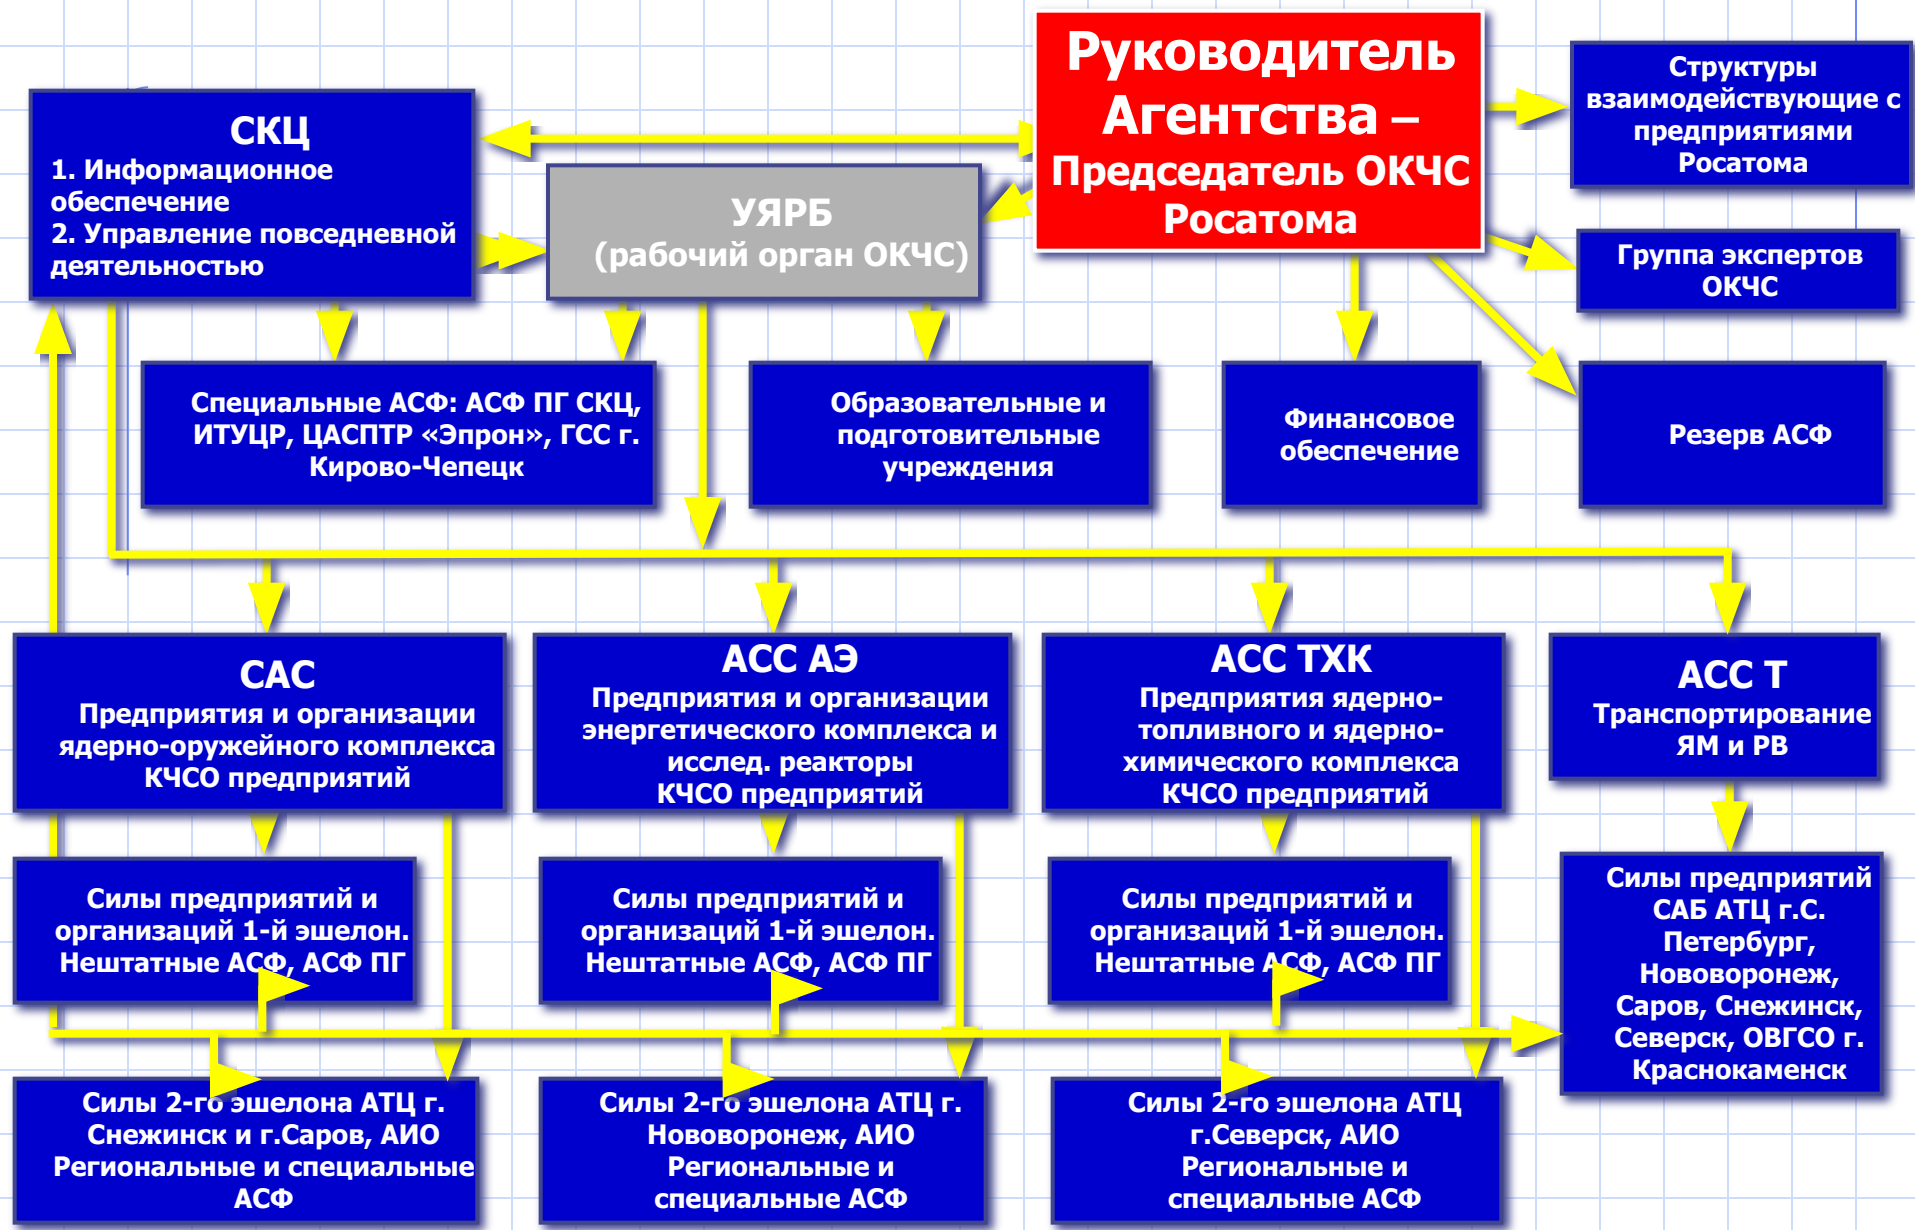 Руководитель
Агентства –
Председатель ОКЧС
Росатома
Структуры
взаимодействующие с
предприятиями
Росатома
СКЦ
1. Информационное
обеспечение
2. Управление повседневной
деятельностью
УЯРБ
(рабочий орган ОКЧС)
Группа экспертов
ОКЧС
Специальные АСФ: АСФ ПГ СКЦ,
ИТУЦР, ЦАСПТР «Эпрон», ГСС г.
Кирово-Чепецк
Образовательные и
подготовительные
учреждения
Финансовое
обеспечение
Резерв АСФ
САС
Предприятия и организации
ядерно-оружейного комплекса
КЧСО предприятий
АСС АЭ
Предприятия и организации
энергетического комплекса и
исслед. реакторы
КЧСО предприятий
АСС ТХК
Предприятия ядерно-
топливного и ядерно-
химического комплекса
КЧСО предприятий
АСС Т
Транспортирование
ЯМ и РВ
Силы предприятий и
организаций 1-й эшелон.
Нештатные АСФ, АСФ ПГ
Силы предприятий и
организаций 1-й эшелон.
Нештатные АСФ, АСФ ПГ
Силы предприятий и
организаций 1-й эшелон.
Нештатные АСФ, АСФ ПГ
Силы предприятий
САБ АТЦ г.С.
Петербург,
Нововоронеж,
Саров, Снежинск,
Северск, ОВГСО г.
Краснокаменск
Силы 2-го эшелона АТЦ г.
Снежинск и г.Саров, АИО
Региональные и специальные
АСФ
Силы 2-го эшелона АТЦ г.
Нововоронеж, АИО
Региональные и
специальные АСФ
Силы 2-го эшелона АТЦ
г.Северск, АИО
Региональные и
специальные АСФ